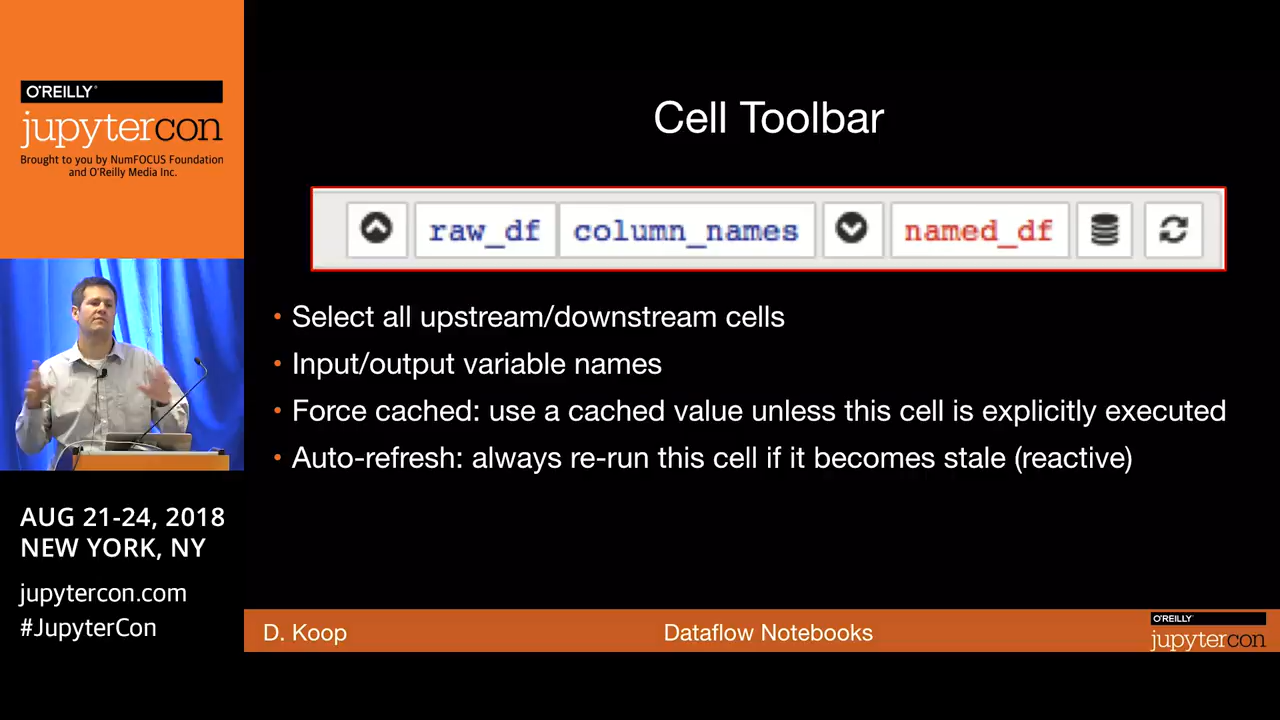 O'REILLY®
jupytercon
Brought to you by NumFOCUS Foundation
and O'Reilly Media Inc.
AUG 21-24, 2018
NEW YORK, NY
jupytercon.com
#JupyterCon
Cell Toolbar
raw_df column_names named_df
• Select all upstream/downstream cells
• Input/output variable names
• Force cached: use a cached value unless this cell is explicitly executed
• Auto-refresh: always re-run this cell if it becomes stale (reactive)
D. Koop Dataflow Notebooks
O'REILLY®
jupytercon